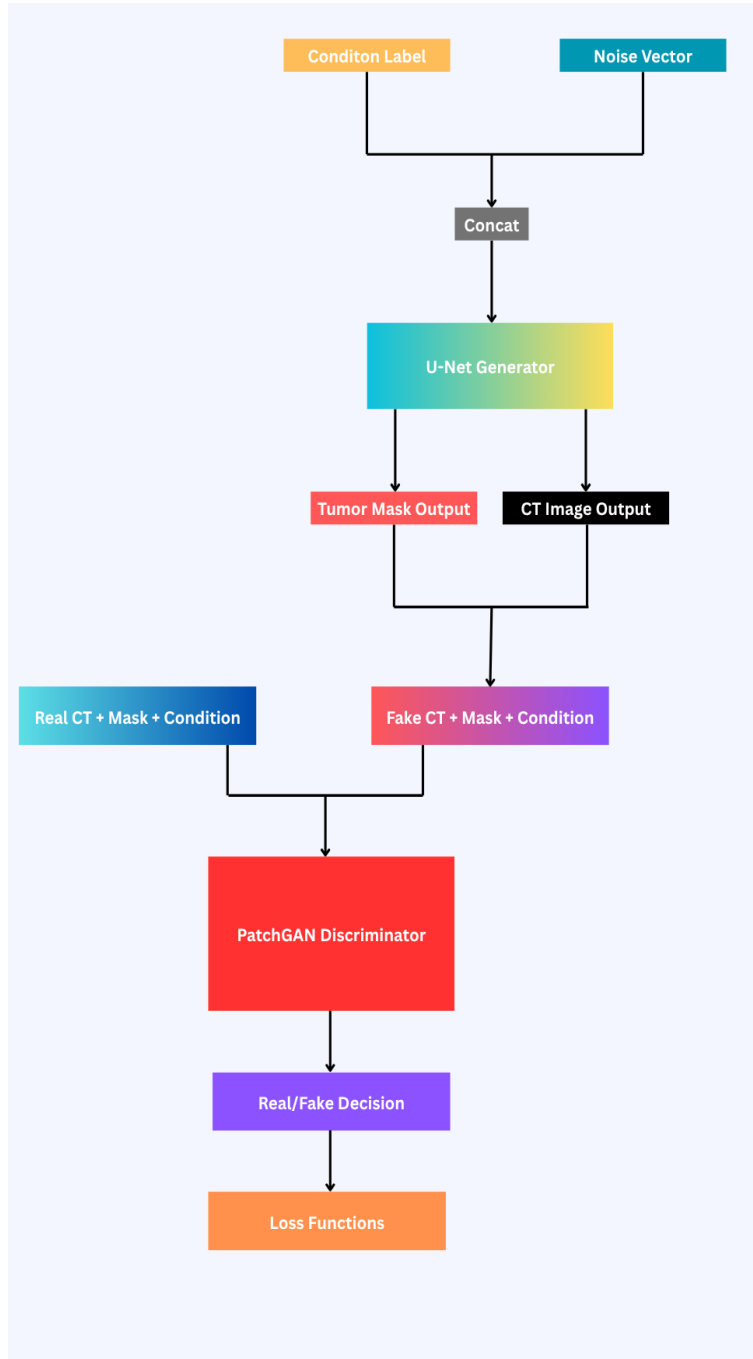 Conditon Label
Noise Vector
Concat
U-Net Generator
Tumor Mask Output
CT Image Output
Real CT + Mask + Condition
Fake CT + Mask + Condition
PatchGAN Discriminator
Real/Fake Decision
Loss Functions